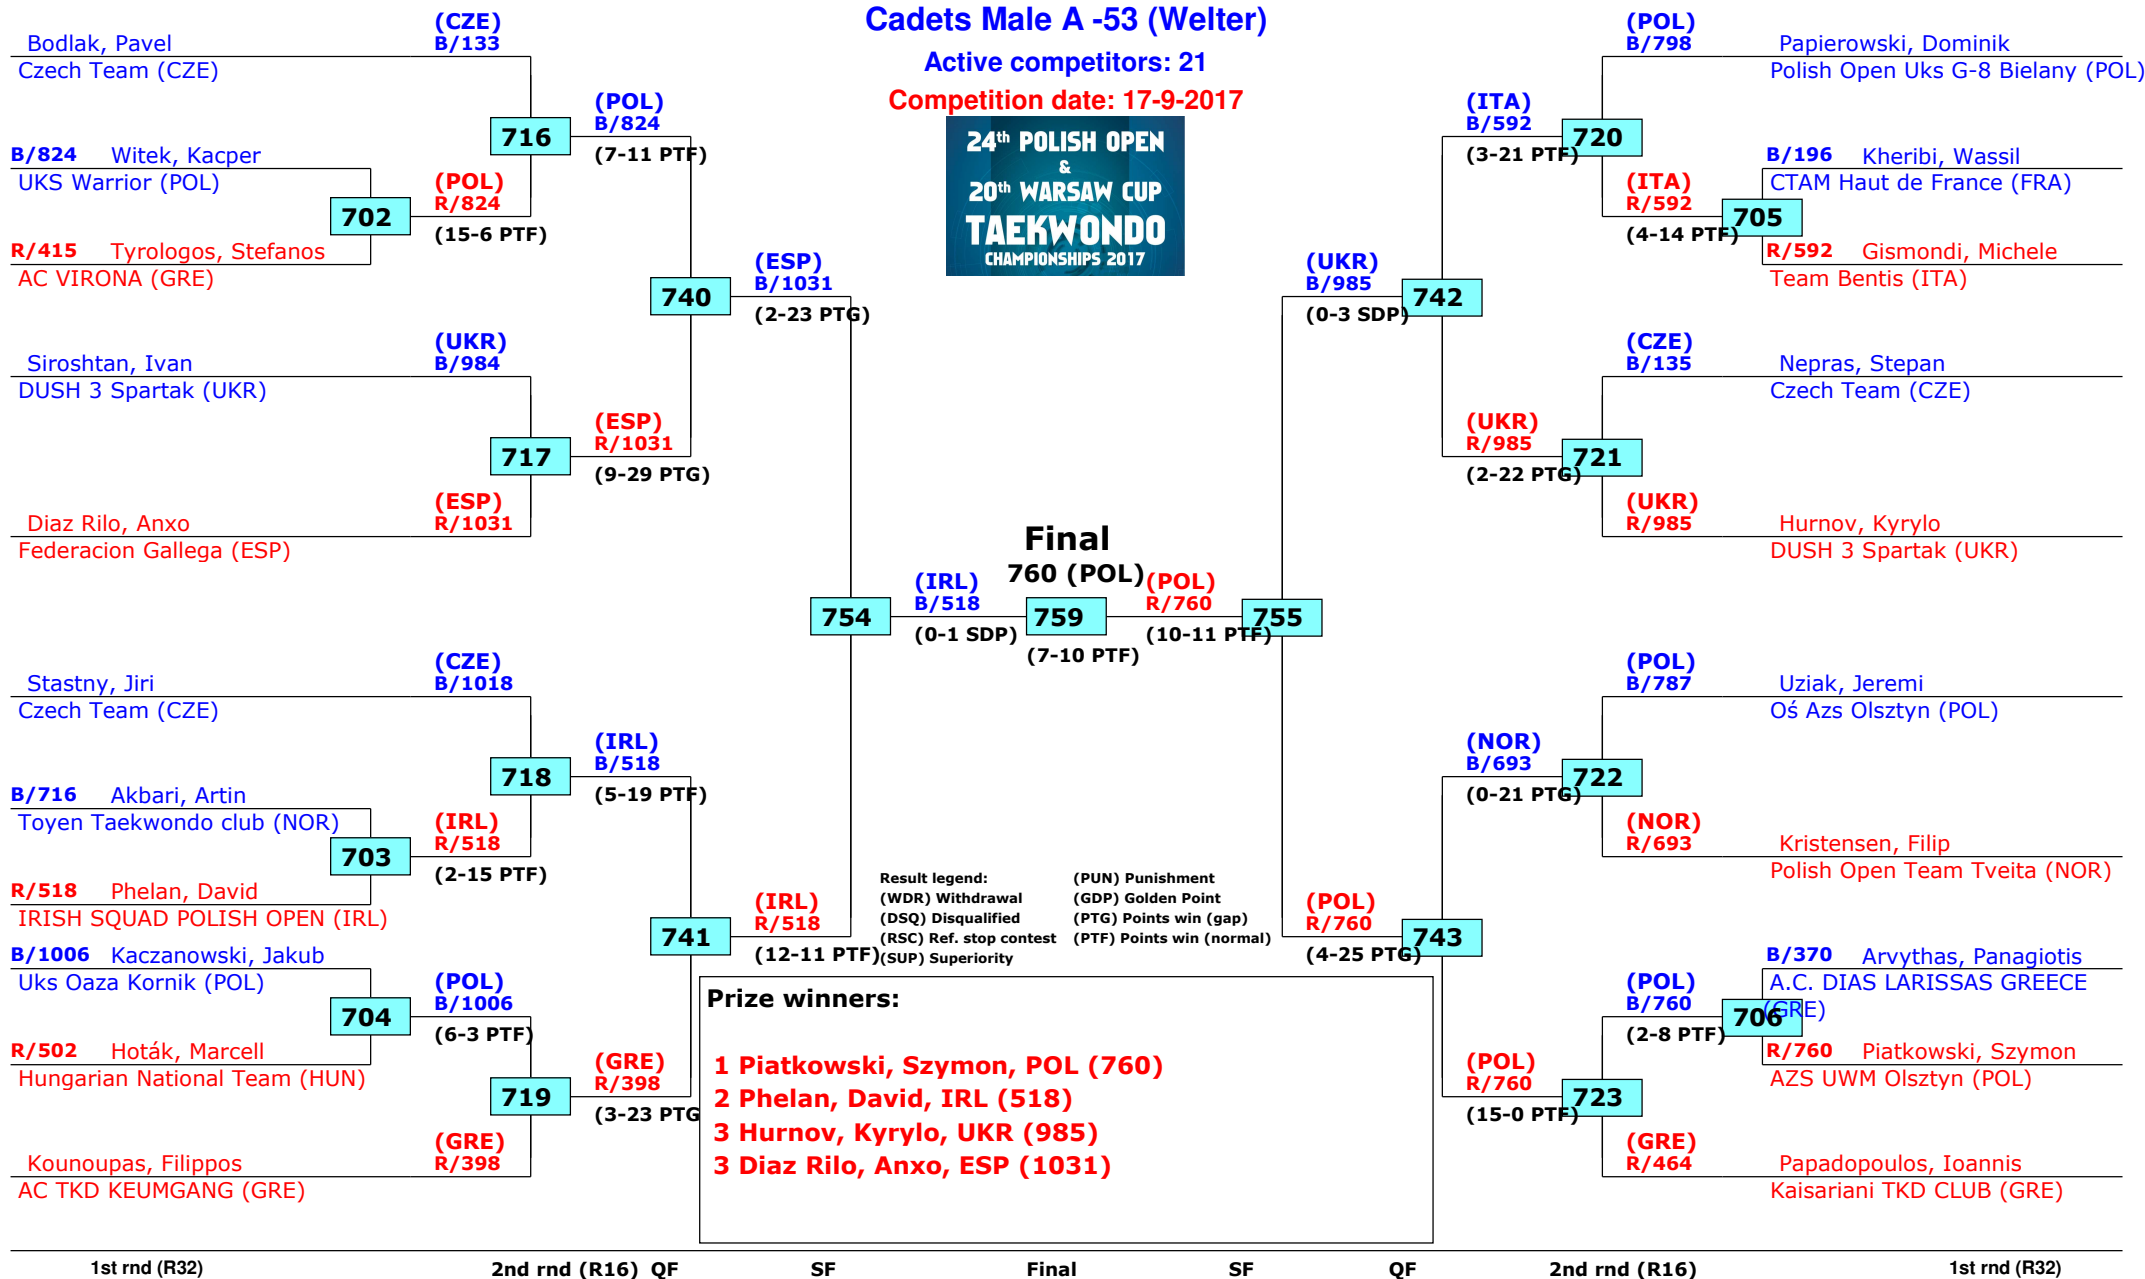 Cadets Male A -53 (Welter)
Active competitors: 21
Competition date: 17-9-2017
24th POLISH OPEN
&
20th WARSAW CUP
TAEKWONDO
CHAMPIONSHIPS 2017
(CZE)
B/133
Bodlak, Pavel
Czech Team (CZE)
(POL)
B/824
716
(7-11 PTF)
B/824 Witek, Kacper
UKS Warrior (POL)
(POL)
R/824
702
(15-6 PTF)
R/415 Tyrologos, Stefanos
AC VIRONA (GRE)
(ESP)
B/1031
740
(2-23 PTG)
(UKR)
B/984
Siroshtan, Ivan
DUSH 3 Spartak (UKR)
(ESP)
R/1031
717
(9-29 PTG)
(ESP)
R/1031
Diaz Rilo, Anxo
Federacion Gallega (ESP)
754
(IRL)
B/518
(0-1 SDP)
(CZE)
B/1018
Stastny, Jiri
Czech Team (CZE)
(IRL)
B/518
718
(5-19 PTF)
B/716 Akbari, Artin
Toyen Taekwondo club (NOR)
(IRL)
R/518
703
(2-15 PTF)
R/518 Phelan, David
IRISH SQUAD POLISH OPEN (IRL)
(IRL)
R/518
741
(12-11 PTF)
B/1006 Kaczanowski, Jakub
Uks Oaza Kornik (POL)
(POL)
B/1006
704
(6-3 PTF)
R/502 Hoták, Marcell
Hungarian National Team (HUN)
(GRE)
R/398
719
(3-23 PTG
(GRE)
R/398
Kounoupas, Filippos
AC TKD KEUMGANG (GRE)
Final
760 (POL)
759
(7-10 PTF)
(POL)
R/760
755
(10-11 PTF)
(POL)
B/798
Papierowski, Dominik
Polish Open Uks G-8 Bielany (POL)
(ITA)
B/592
720
(3-21 PTF)
B/196 Kheribi, Wassil
CTAM Haut de France (FRA)
(ITA)
R/592
705
(4-14 PTF)
R/592 Gismondi, Michele
Team Bentis (ITA)
(UKR)
B/985
742
(0-3 SDP)
(CZE)
B/135
Nepras, Stepan
Czech Team (CZE)
(UKR)
R/985
721
(2-22 PTG)
(UKR)
R/985
Hurnov, Kyrylo
DUSH 3 Spartak (UKR)
(POL)
B/787
Uziak, Jeremi
Oś Azs Olsztyn (POL)
(NOR)
B/693
722
(0-21 PTG)
(NOR)
R/693
Kristensen, Filip
Polish Open Team Tveita (NOR)
(POL)
R/760
743
(4-25 PTG)
B/370 Arvythas, Panagiotis
A.C. DIAS LARISSAS GREECE
(GRE)
(POL)
B/760
706
(2-8 PTF)
R/760 Piatkowski, Szymon
AZS UWM Olsztyn (POL)
(POL)
R/760
723
(15-0 PTF)
(GRE)
R/464
Papadopoulos, Ioannis
Kaisariani TKD CLUB (GRE)
Result legend:
(WDR) Withdrawal
(DSQ) Disqualified
(RSC) Ref. stop contest
(SUP) Superiority
(PUN) Punishment
(GDP) Golden Point
(PTG) Points win (gap)
(PTF) Points win (normal)
Prize winners:
1 Piatkowski, Szymon, POL (760)
2 Phelan, David, IRL (518)
3 Hurnov, Kyrylo, UKR (985)
3 Diaz Rilo, Anxo, ESP (1031)
1st rnd (R32) 2nd rnd (R16) QF SF Final SF QF 2nd rnd (R16) 1st rnd (R32)